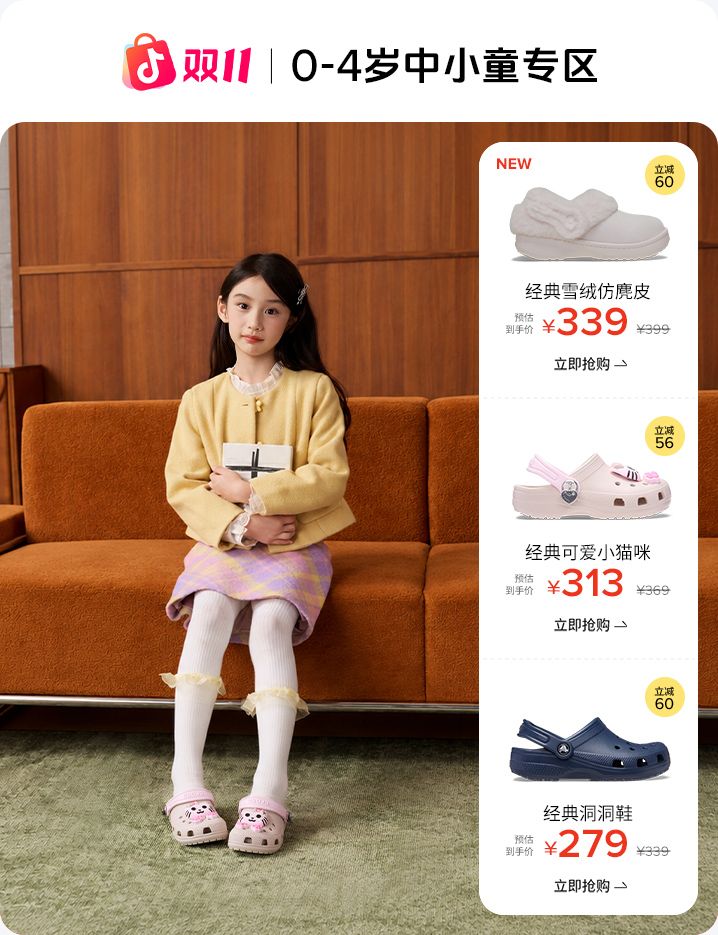 双11
0-4岁中小童专区
NEW
立减
60
经典雪绒仿麂皮
预估
到手价
¥339
¥399
立即抢购
立减
56
经典可爱小猫咪
预估
到手价
¥313
¥369
立即抢购
立减
60
经典洞洞鞋
预估
到手价
¥279
¥339
立即抢购